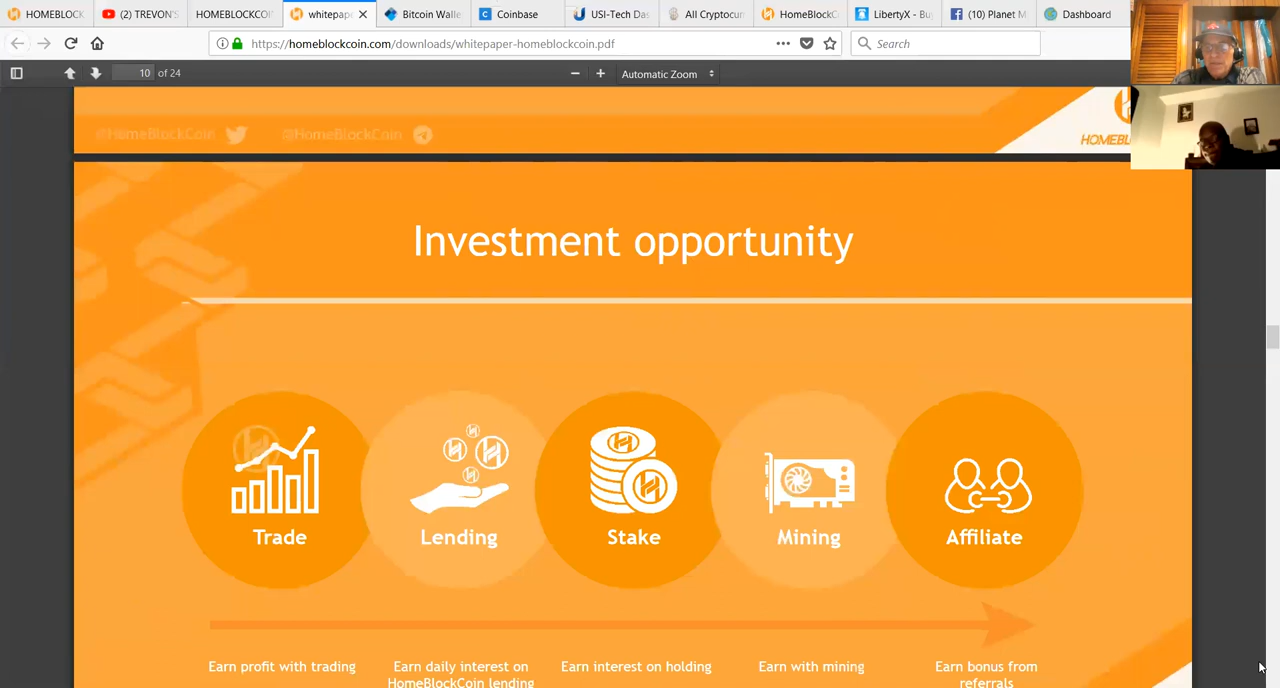 HOMEBLOCK
(2) TREVON'S
HOMEBLOCKCOI
whitepape
Bitcoin Walle
Coinbase
USI-Tech Das
All Cryptocurr
HomeBlockC
LibertyX - Bu
(10) Planet M
Dashboard
https://homeblockcoin.com/downloads/whitepaper-homeblockcoin.pdf
Search
10 of 24
Automatic Zoom
@HomeBlockCoin @HomeBlockCoin
HOMEBL
Investment opportunity
Trade
Lending
Stake
Mining
Affiliate
Earn profit with trading
Earn daily interest on
HomeBlockCoin lending
Earn interest on holding
Earn with mining
Earn bonus from
referrals